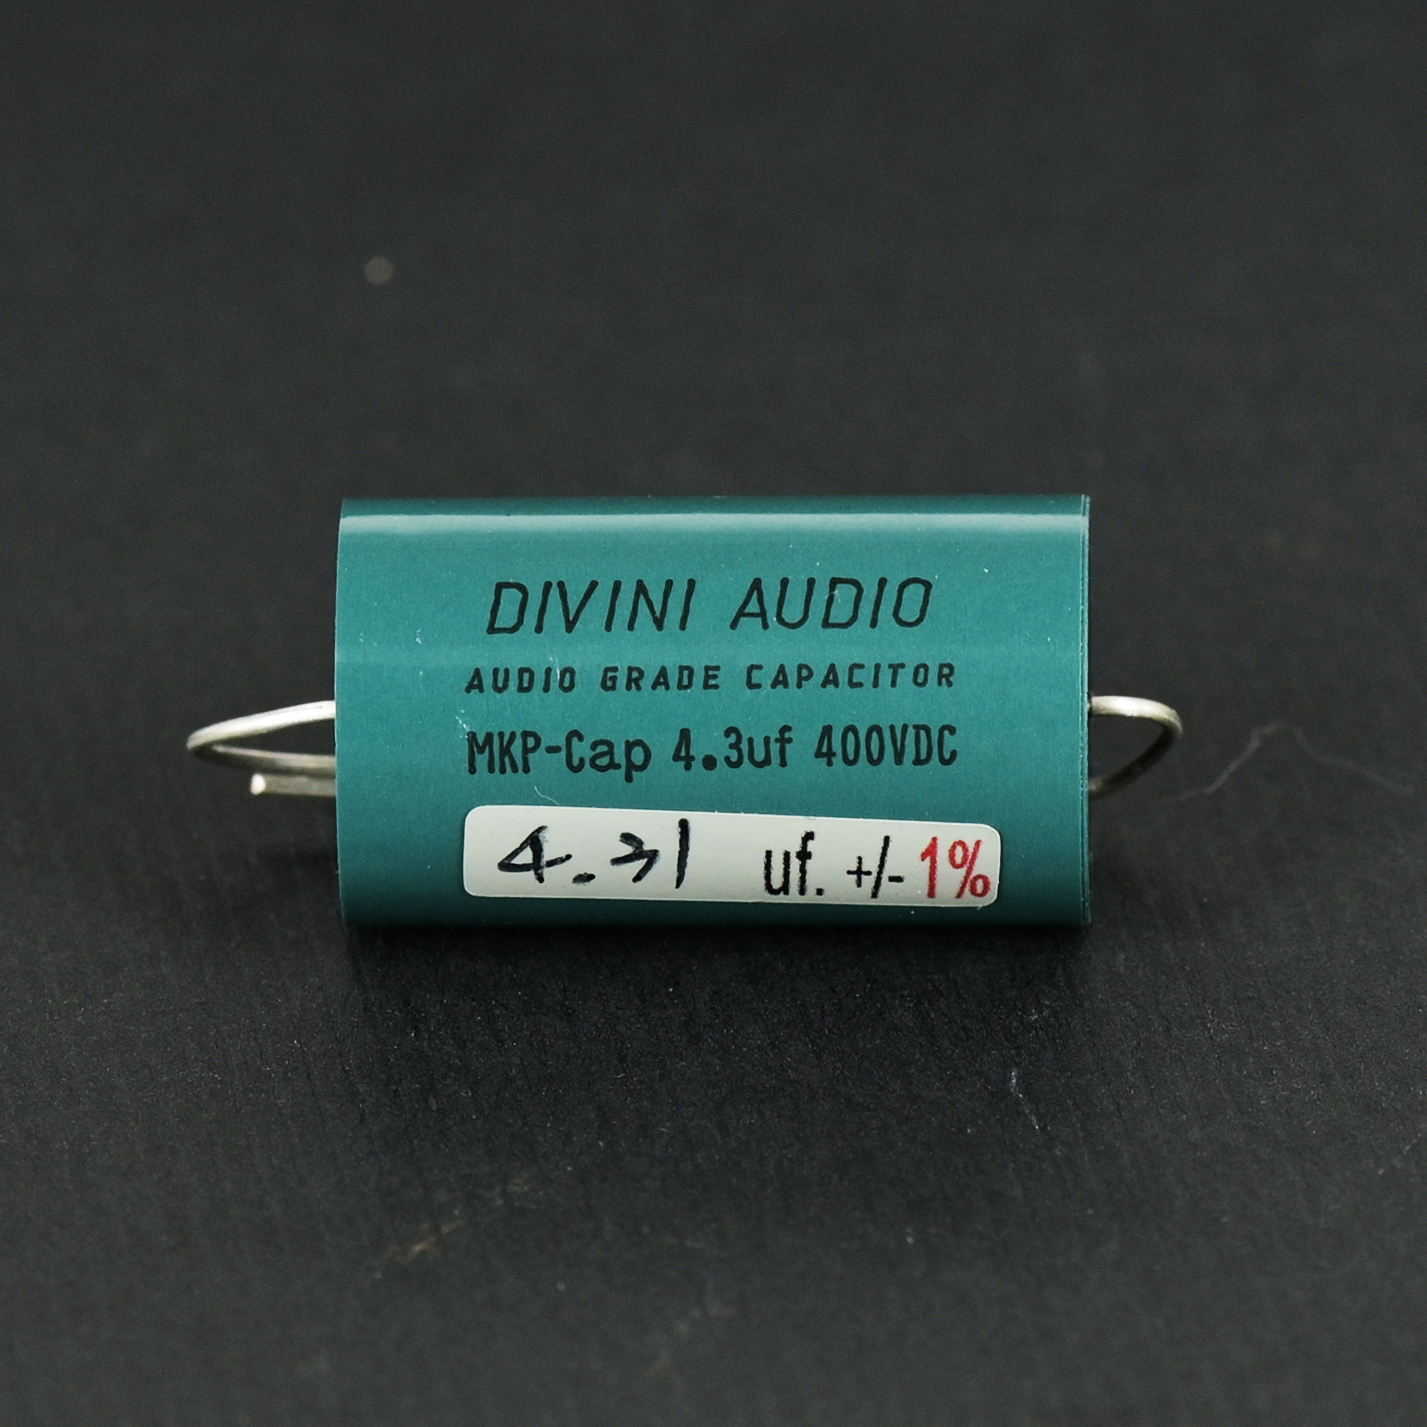 DIVINI AUDIO
AUDIO GRADE CAPACITOR
MKP-Cap 4.3uf 400VDC
4.31 uf. +/- 1%